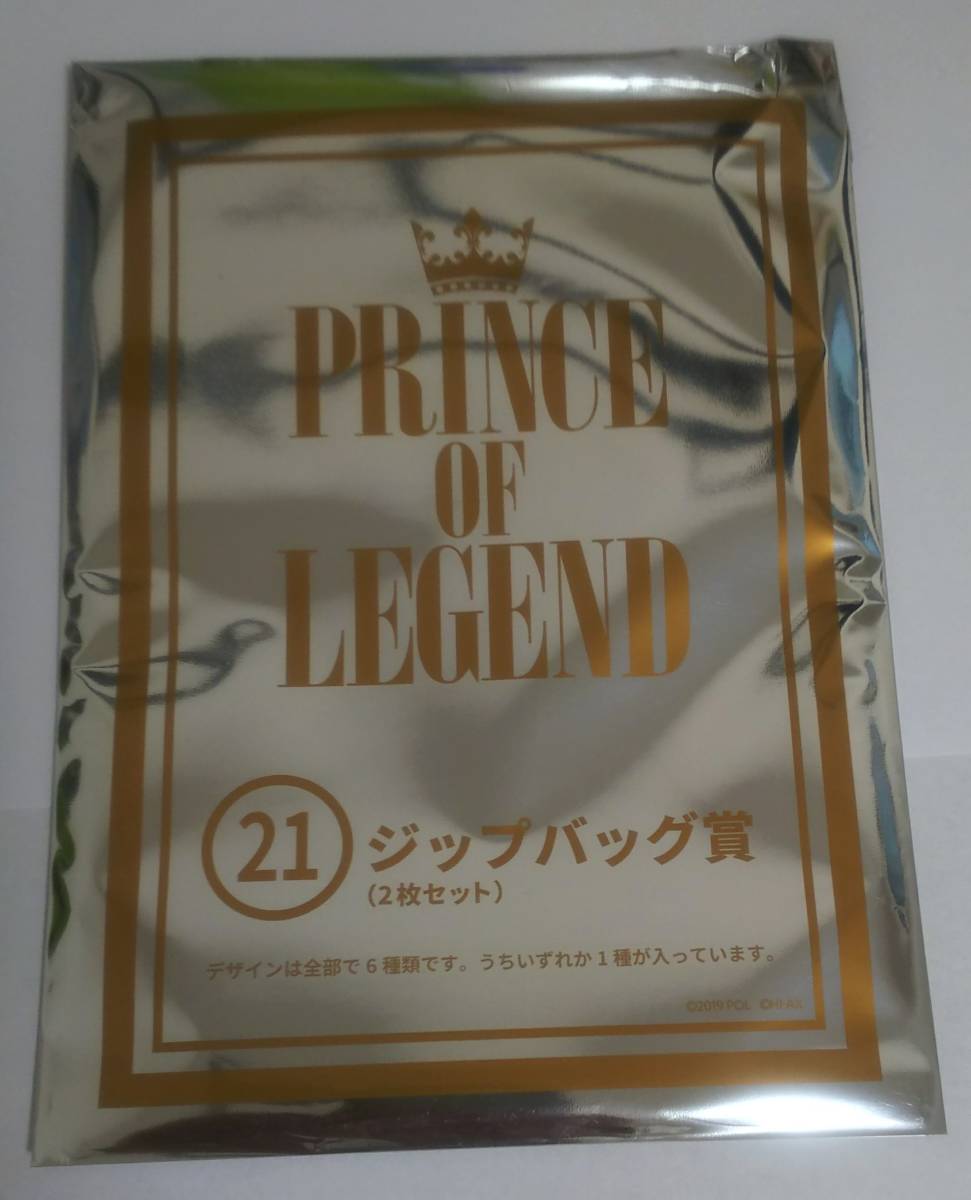 PRINCE
OF
LEGEND
21 ジップバッグ賞
（2枚セット）
デザインは全部で6種類です。うちいずれか1種が入っています。
©2019 POL ©HI-AX